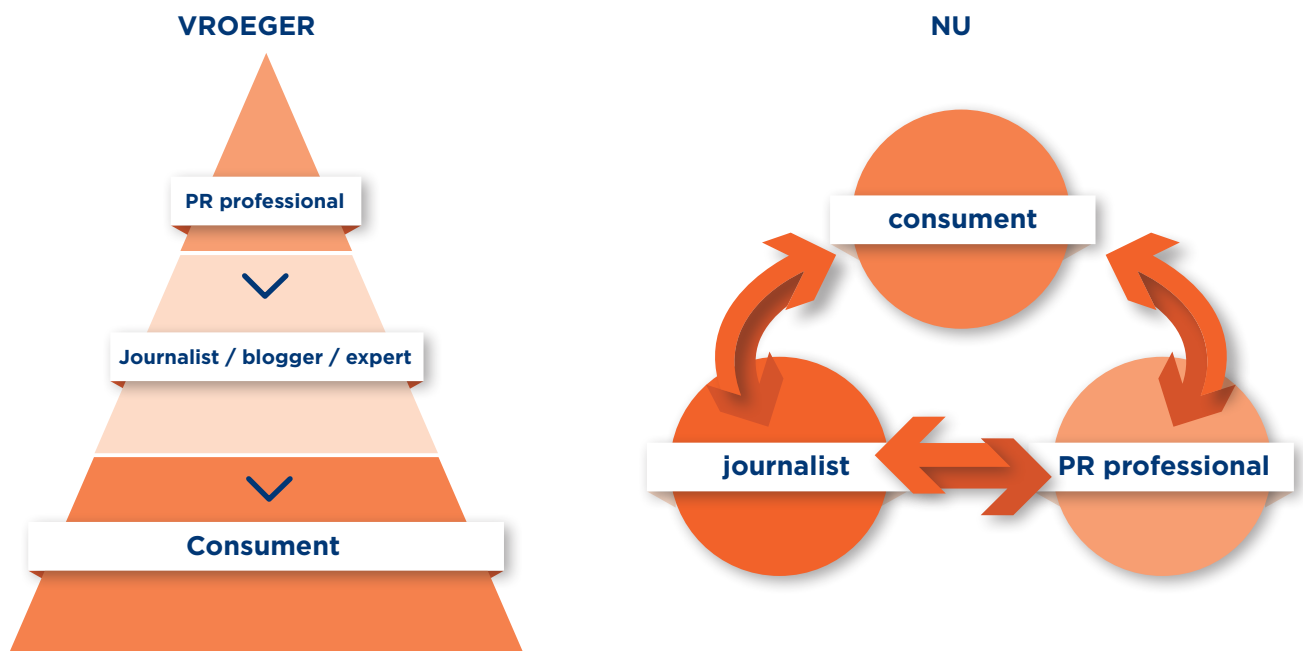 VROEGER
PR professional
Journalist / blogger / expert
Consument
NU
consument
journalist
PR professional